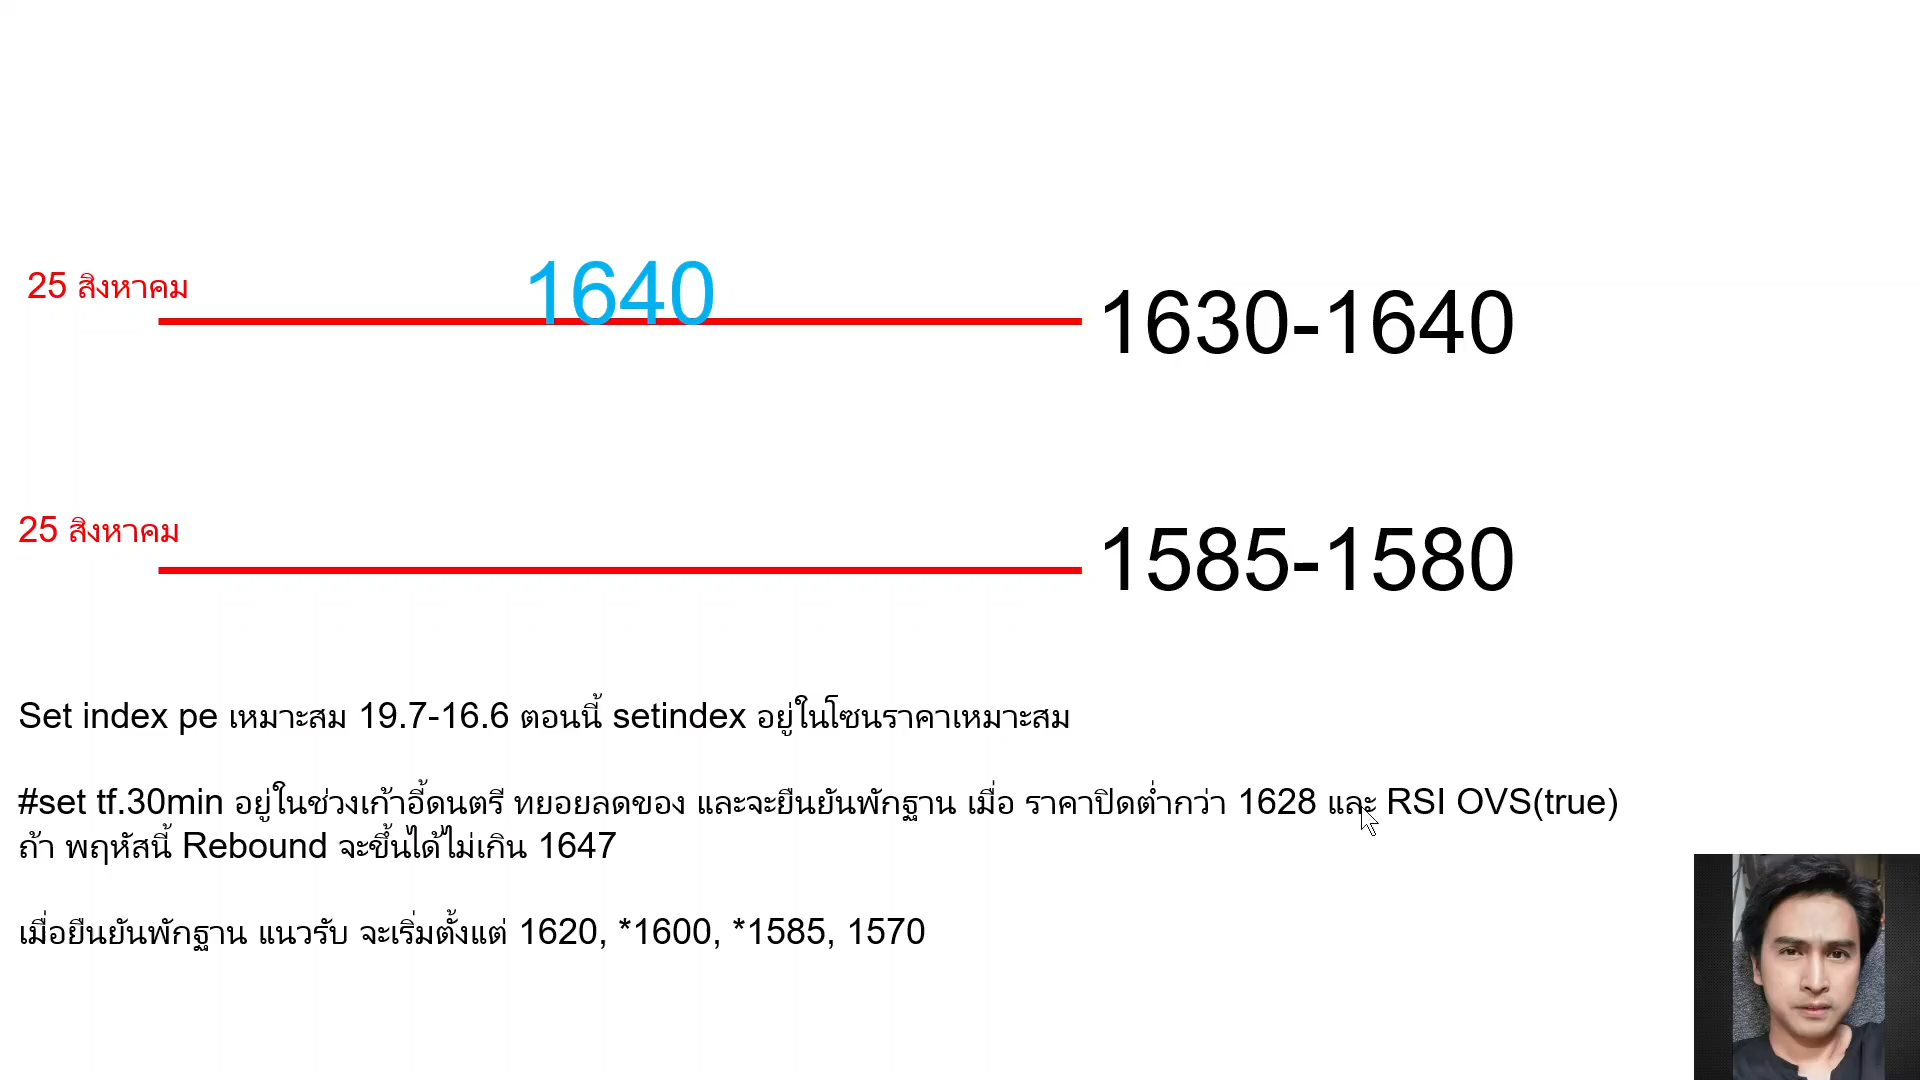 25 สิงหาคม
1640
1630-1640
25 สิงหาคม
1585-1580
Set index pe เหมาะสม 19.7-16.6 ตอนนี้ setindex อยู่ในโซนราคาเหมาะสม
#set tf.30min อยู่ในช่วงเก้าอี้ดนตรี ทยอยลดของ และจะยืนยันพักฐาน เมื่อ ราคาปิดต่ำกว่า 1628 และ RSI OVS(true)
ถ้า พฤหัสนี้ Rebound จะขึ้นได้ไม่เกิน 1647
เมื่อยืนยันพักฐาน แนวรับ จะเริ่มตั้งแต่ 1620, *1600, *1585, 1570